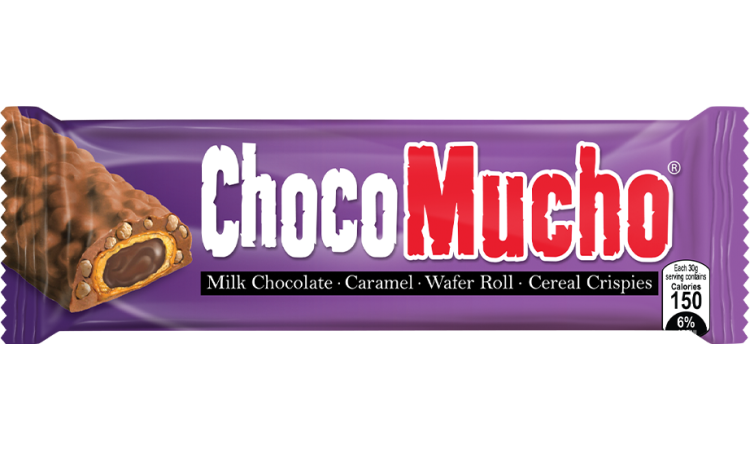 ChocoMucho®
Milk Chocolate · Caramel · Wafer Roll · Cereal Crispies
Each 30g
serving contains
Calories
150
6%